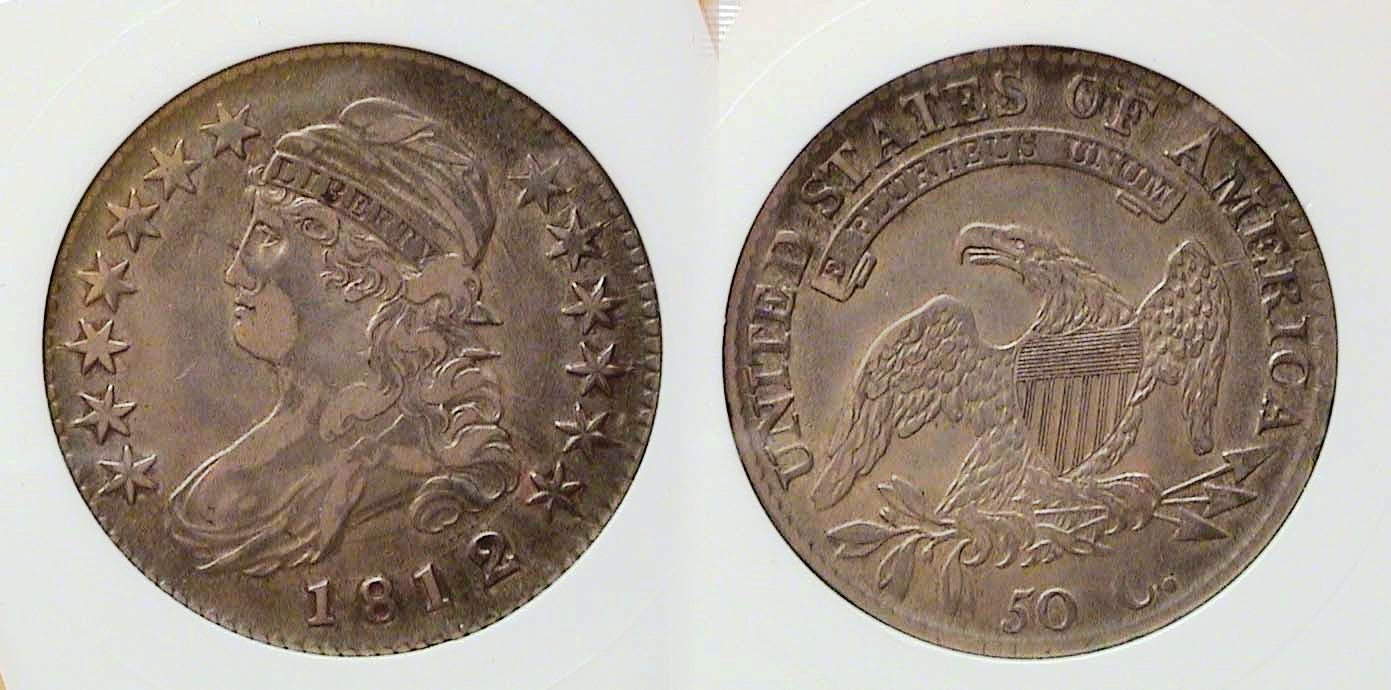 LIBERTY
1812
UNITED STATES OF AMERICA
E PLURIBUS UNUM
50 C.